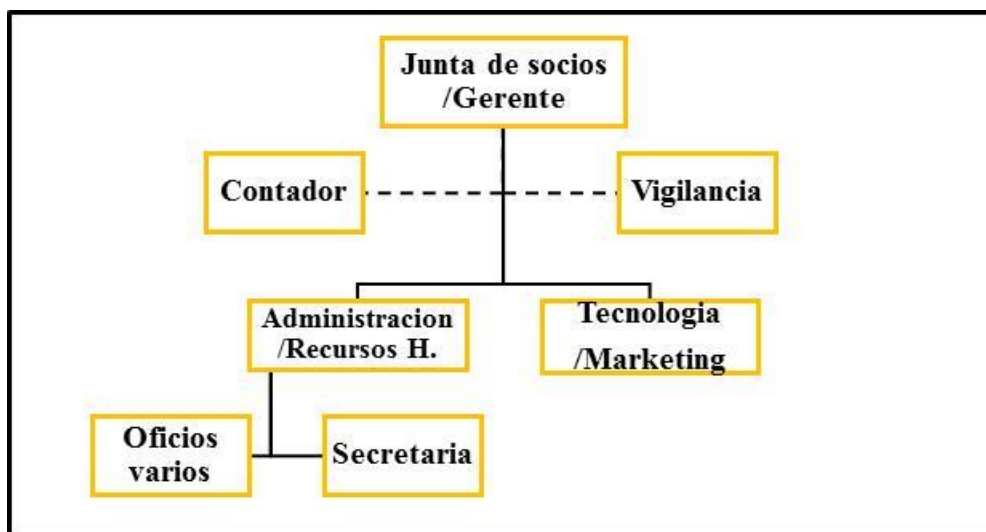 Junta de socios
/Gerente
Contador
Vigilancia
Administracion
/Recursos H.
Tecnologia
/Marketing
Oficios
varios
Secretaria